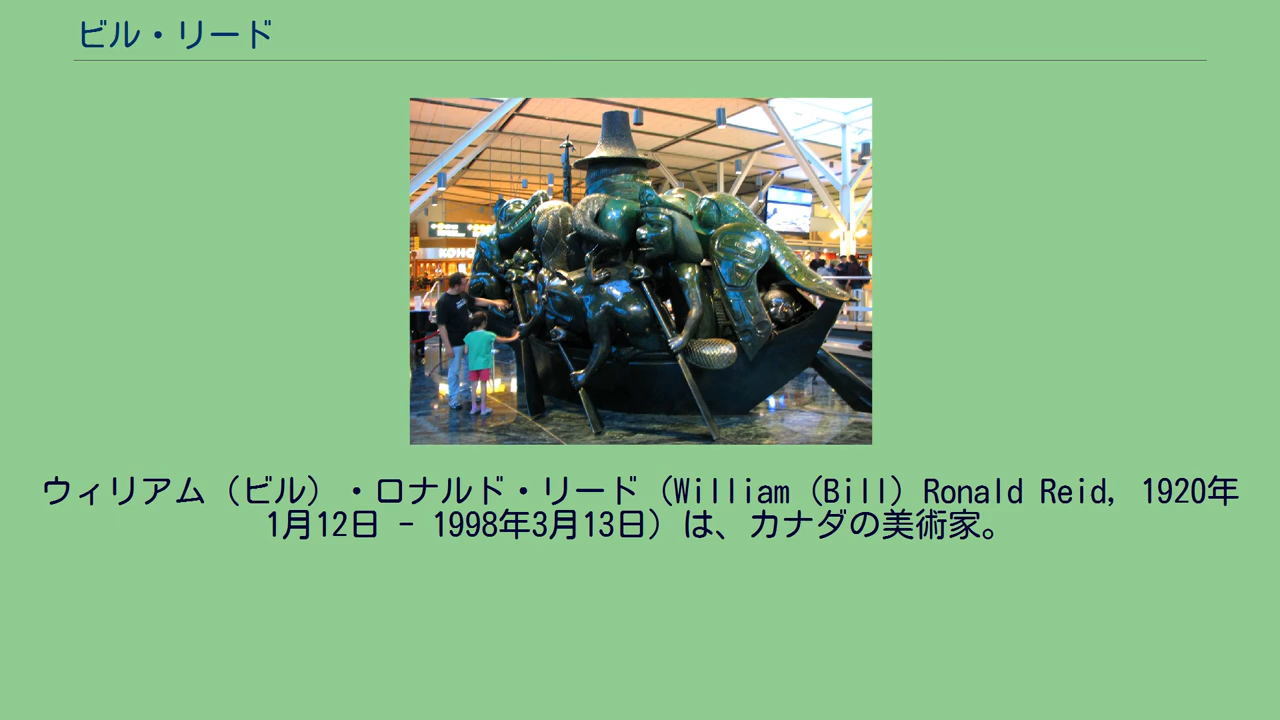 ビル・リード
ウィリアム（ビル）・ロナルド・リード（William (Bill) Ronald Reid, 1920年
1月12日 - 1998年3月13日）は、カナダの美術家。